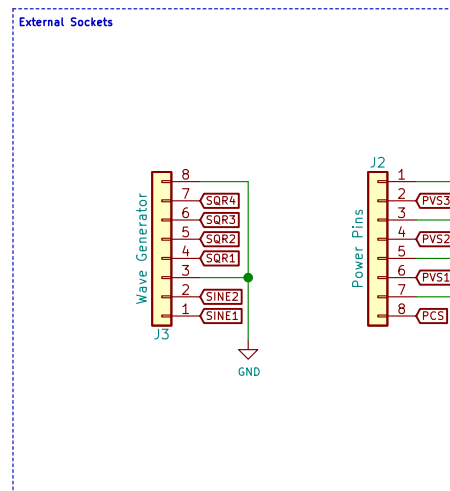 External Sockets
Wave Generator
8
7 SQR4
6 SQR3
5 SQR2
4 SQR1
3
2 SINE2
1 SINE1
J3
GND
J2
Power Pins
1
2 PVS3
3
4 PVS2
5
6 PVS1
7
8 PCS